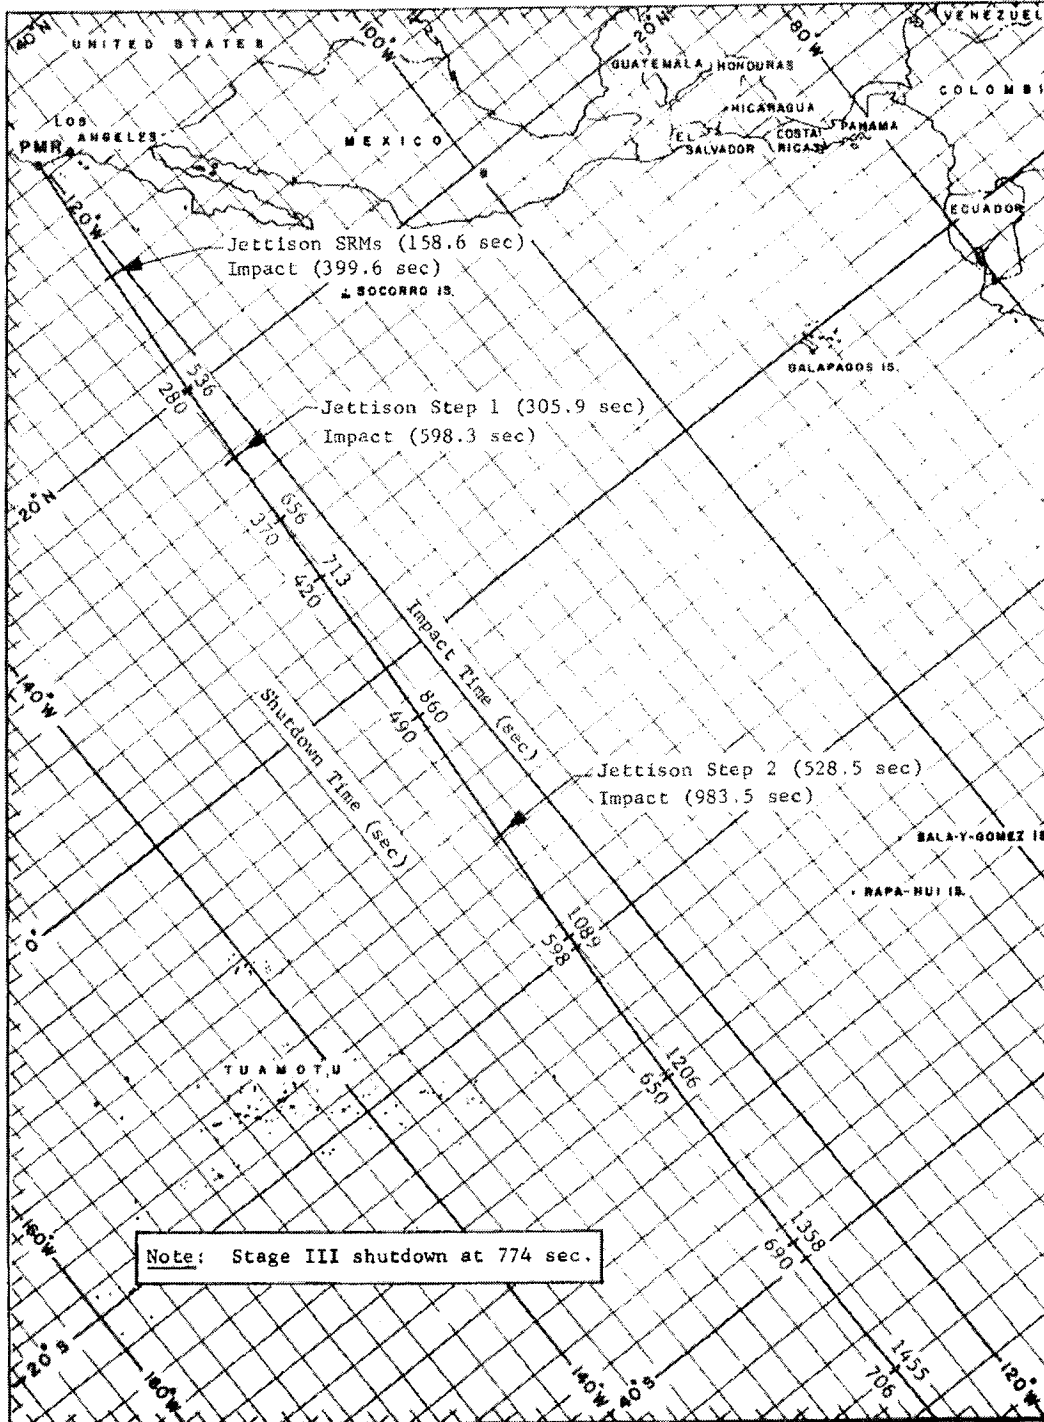 40°N
UNITED STATES
100°W
20°N
80°W
VENEZUEL
GUATEMALA
HONDURAS
COLOMBI
NICARAGUA
LOS ANGELES
PMR
MEXICO
EL SALVADOR
COSTA RICA
PANAMA
ECUADOR
120°W
Jettison SRMs (158.6 sec)
Impact (399.6 sec)
SOCORRO IS.
GALAPAGOS IS.
536
280
Jettison Step 1 (305.9 sec)
Impact (598.3 sec)
20°N
656
370
713
420
Impact Time (sec)
140°W
Shutdown Time (sec)
860
490
Jettison Step 2 (528.5 sec)
Impact (983.5 sec)
SALA-Y-GOMEZ IS
RAPA-NUI IS.
0°
1089
598
TUAMOTU
1206
650
160°W
Note: Stage III shutdown at 774 sec.
1358
690
20°S
180°W
140°W
40°S
1455
706
120°W